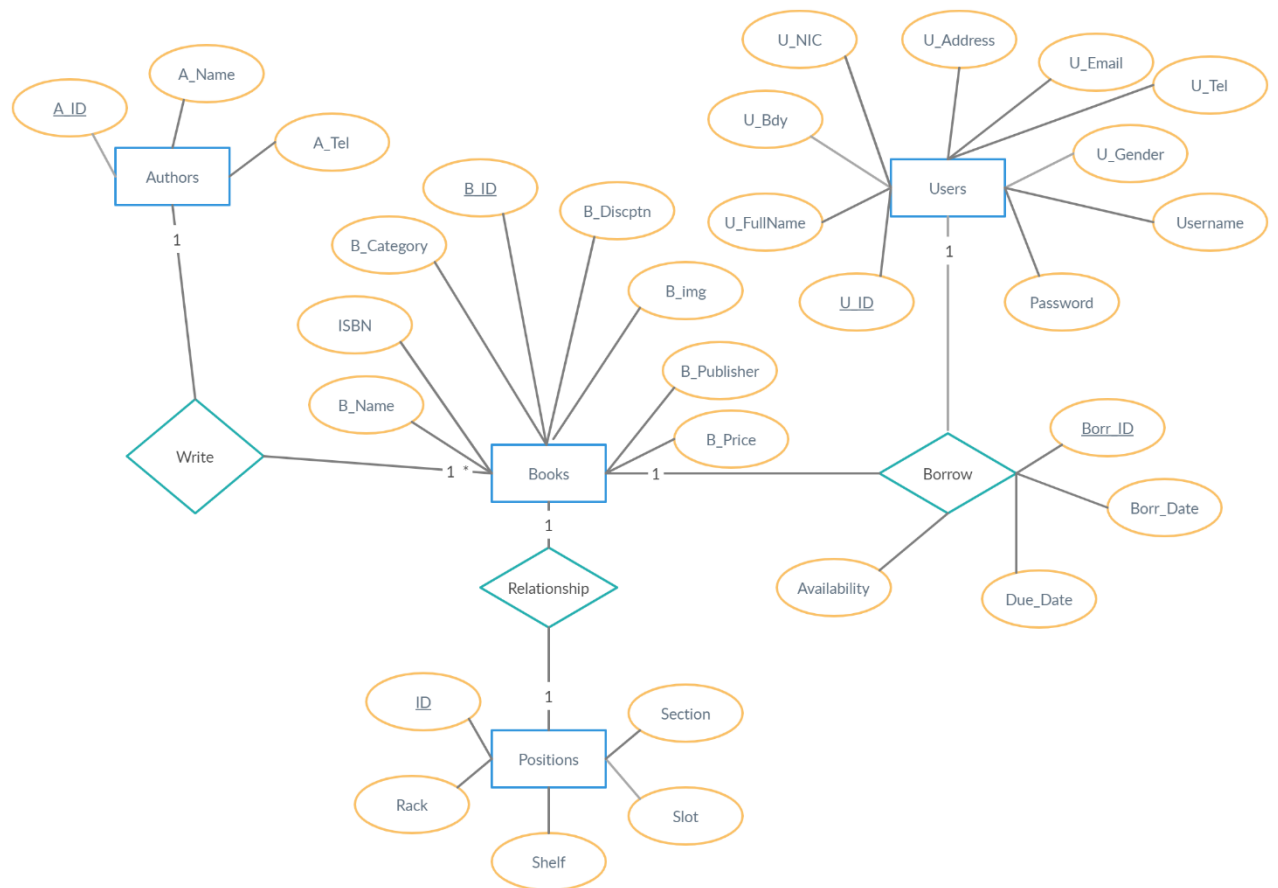 U_NIC
U_Address
U_Email
U_Tel
A_Name
A_ID
A_Tel
U_Bdy
U_Gender
Authors
Users
B_ID
B_Discptn
U_FullName
Username
1
B_Category
1
B_img
U_ID
Password
ISBN
B_Publisher
B_Name
B_Price
Borr_ID
Write
1 *
Books
1
Borrow
Borr_Date
1
Relationship
Availability
Due_Date
1
ID
Section
Positions
Rack
Slot
Shelf